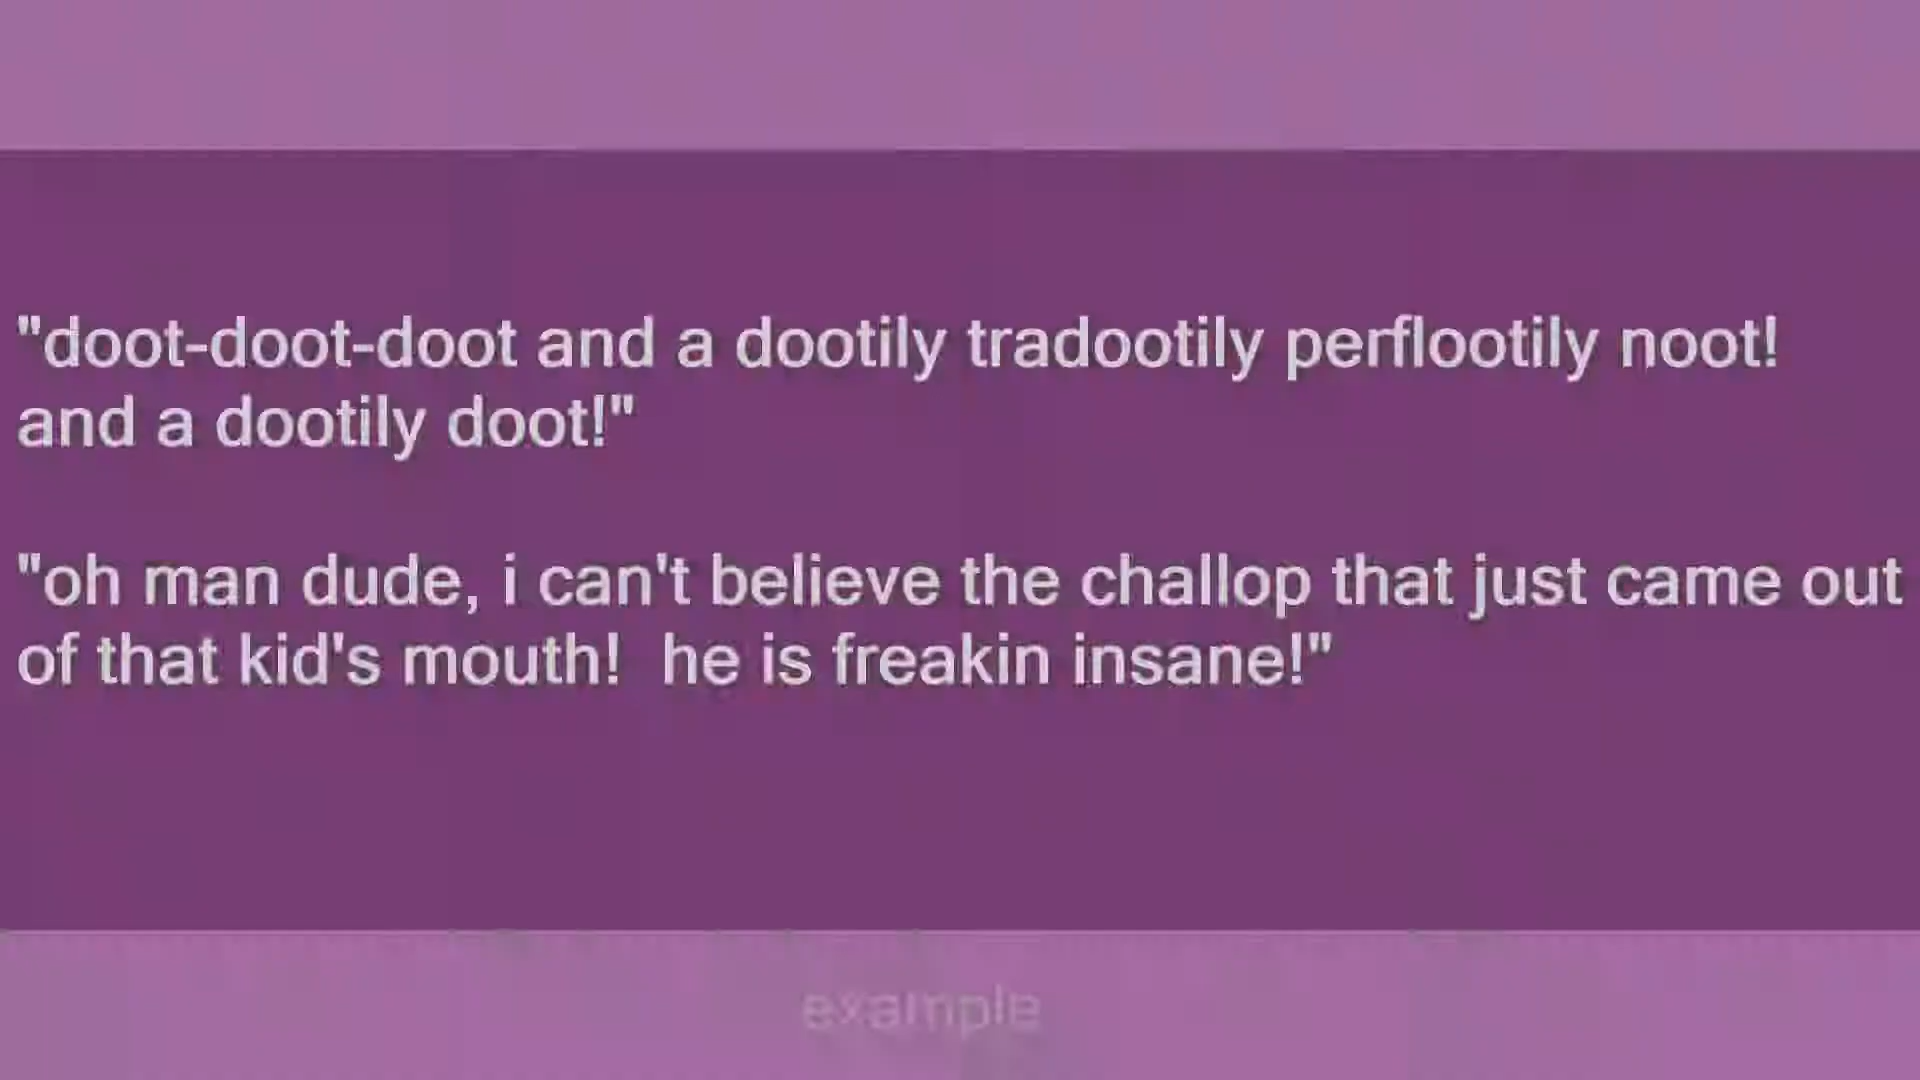 "doot-doot-doot and a dootily tradootily perflootily noot!
and a dootily doot!"
"oh man dude, i can't believe the challop that just came out
of that kid's mouth!  he is freakin insane!"
example